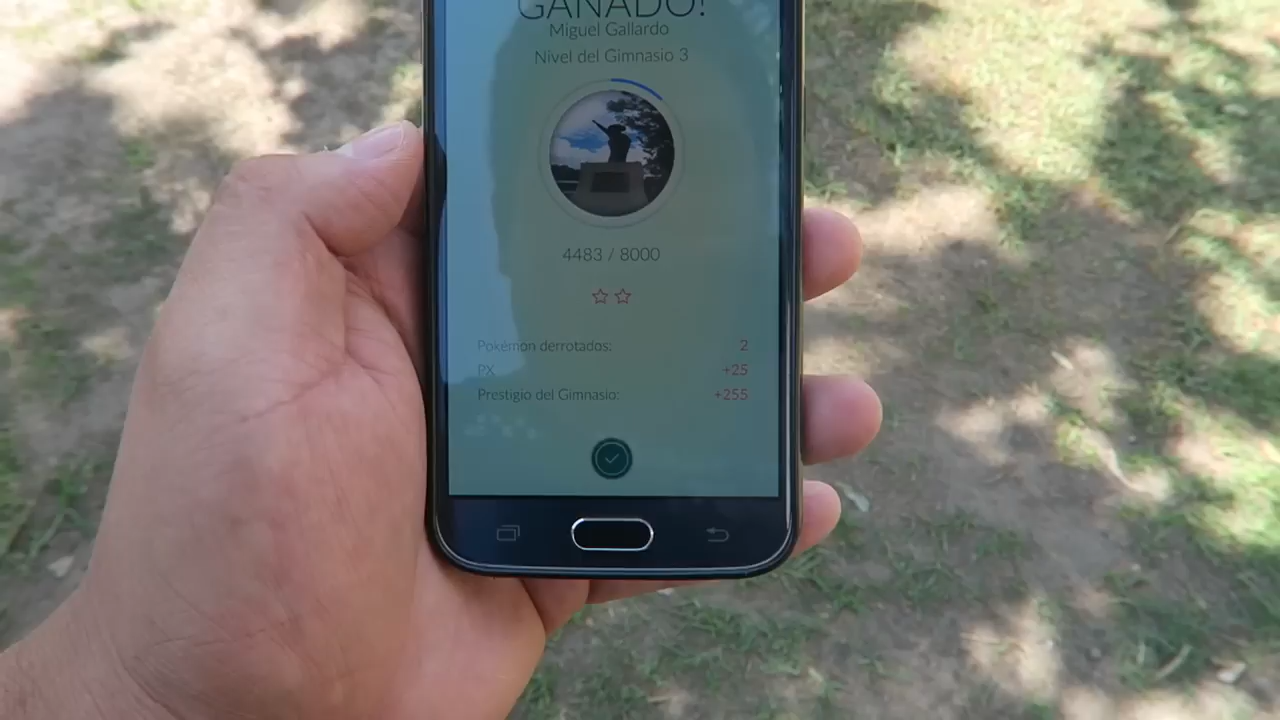 GANADO!
Miguel Gallardo
Nivel del Gimnasio 3
4483 / 8000
Pokémon derrotados: 2
PX +25
Prestigio del Gimnasio: +255